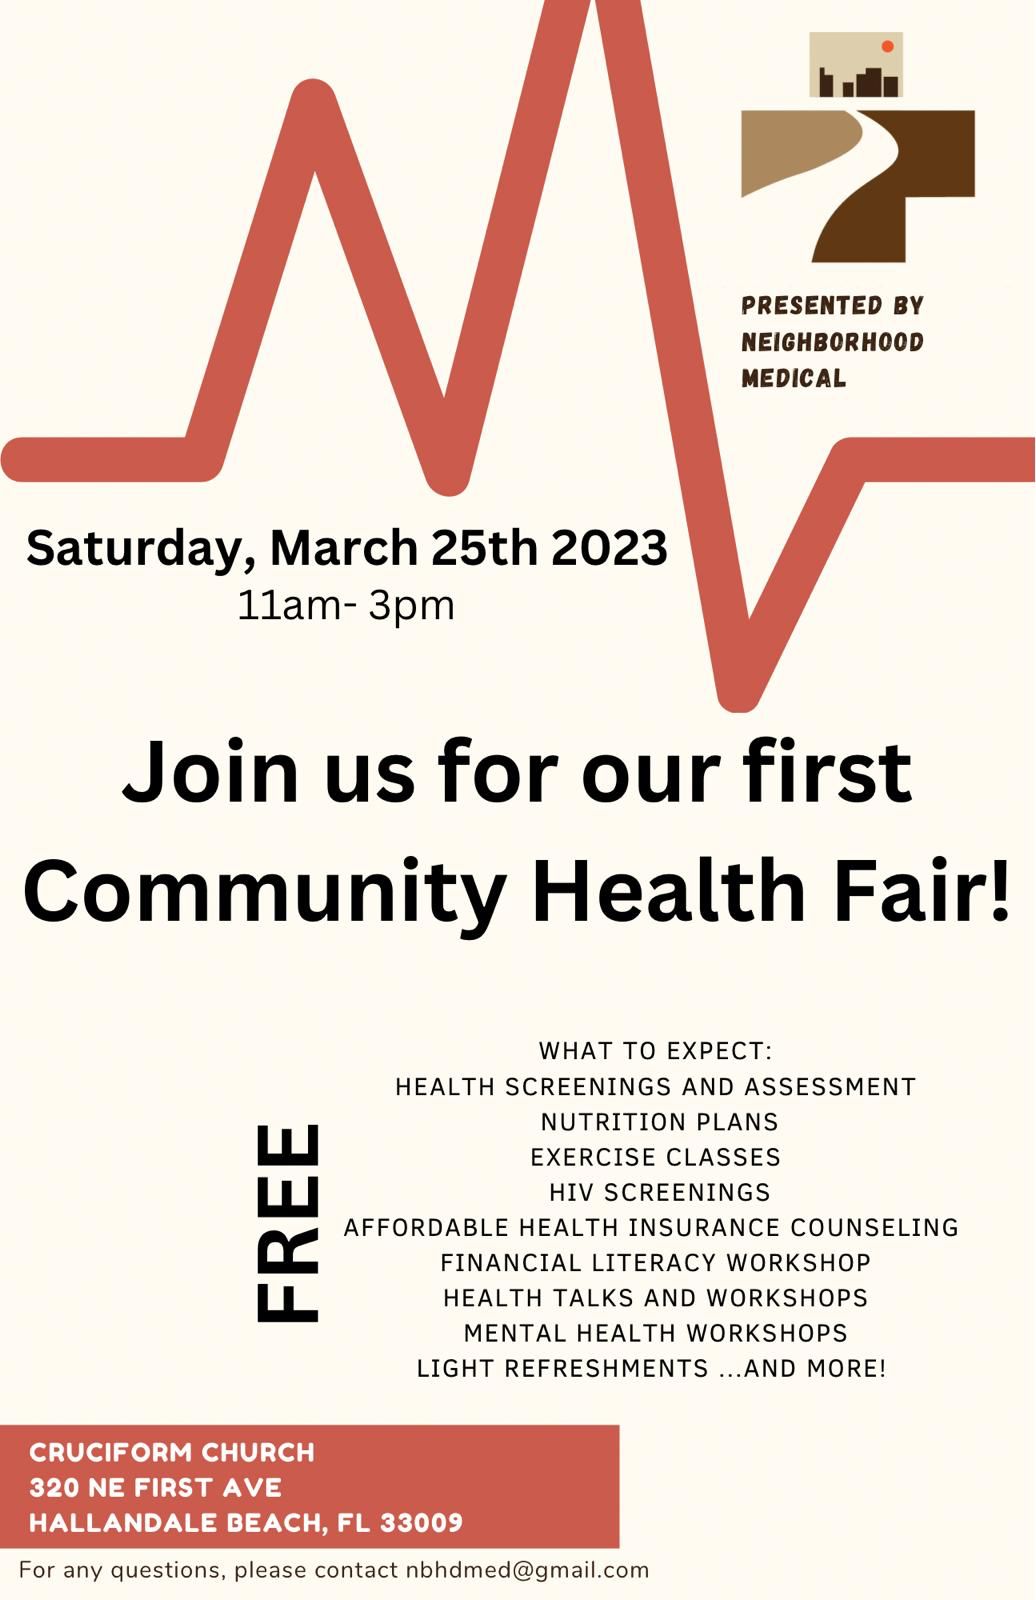 PRESENTED BY
NEIGHBORHOOD
MEDICAL
Saturday, March 25th 2023
11am- 3pm
Join us for our first
Community Health Fair!
FREE
WHAT TO EXPECT:
HEALTH SCREENINGS AND ASSESSMENT
NUTRITION PLANS
EXERCISE CLASSES
HIV SCREENINGS
AFFORDABLE HEALTH INSURANCE COUNSELING
FINANCIAL LITERACY WORKSHOP
HEALTH TALKS AND WORKSHOPS
MENTAL HEALTH WORKSHOPS
LIGHT REFRESHMENTS ...AND MORE!
CRUCIFORM CHURCH
320 NE FIRST AVE
HALLANDALE BEACH, FL 33009
For any questions, please contact nbhdmed@gmail.com